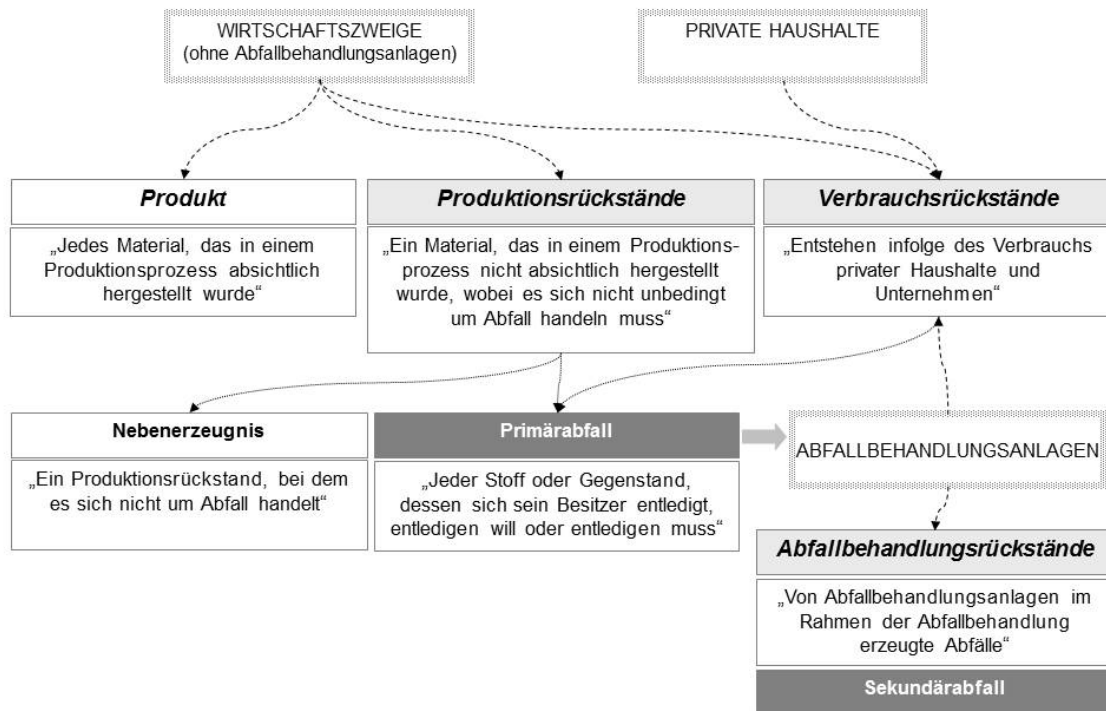 WIRTSCHAFTSZWEIGE
(ohne Abfallbehandlungsanlagen)
PRIVATE HAUSHALTE
Produkt
„Jedes Material, das in einem
Produktionsprozess absichtlich
hergestellt wurde“
Produktionsrückstände
„Ein Material, das in einem Produktions-
prozess nicht absichtlich hergestellt
wurde, wobei es sich nicht unbedingt
um Abfall handeln muss“
Verbrauchsrückstände
„Entstehen infolge des Verbrauchs
privater Haushalte und
Unternehmen“
Nebenerzeugnis
„Ein Produktionsrückstand, bei dem
es sich nicht um Abfall handelt“
Primärabfall
„Jeder Stoff oder Gegenstand,
dessen sich sein Besitzer entledigt,
entledigen will oder entledigen muss“
ABFALLBEHANDLUNGSANLAGEN
Abfallbehandlungsrückstände
„Von Abfallbehandlungsanlagen im
Rahmen der Abfallbehandlung
erzeugte Abfälle“
Sekundärabfall